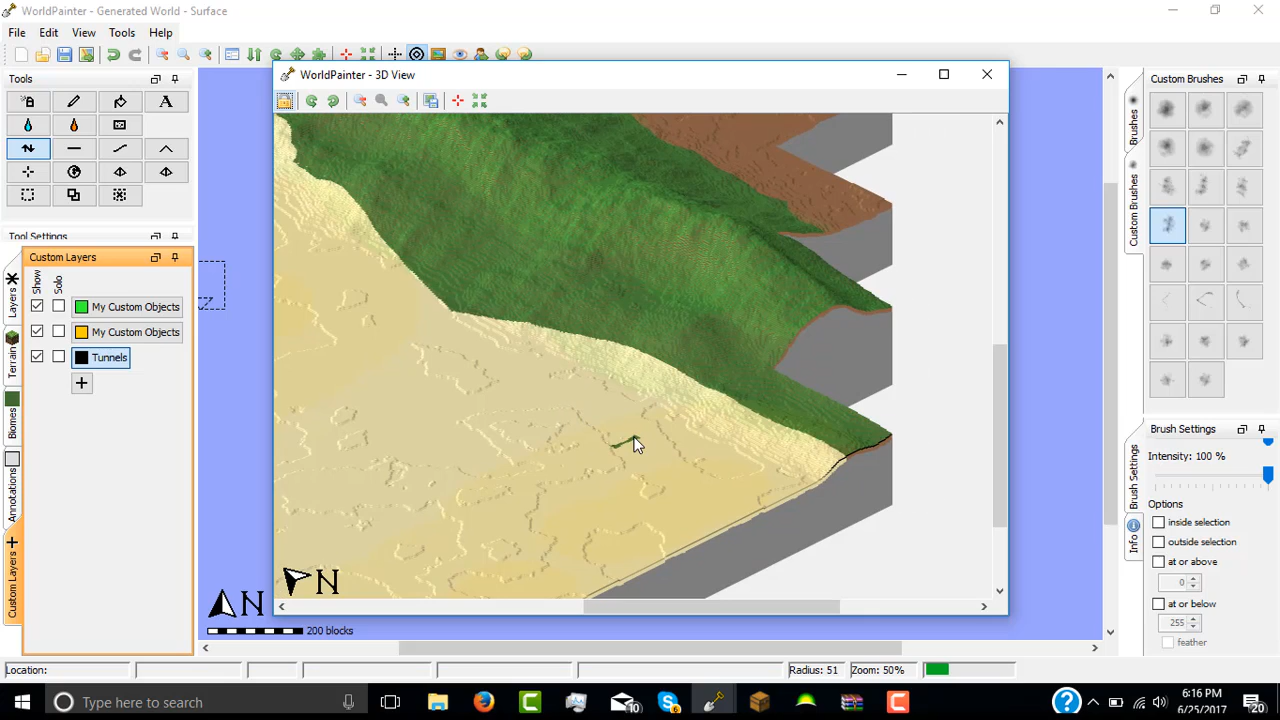 WorldPainter - Generated World - Surface
File Edit View Tools Help
Tools
WorldPainter - 3D View
Custom Brushes
Brushes
Custom Brushes
Tool Settings
Custom Layers
Show
Solo
My Custom Objects
My Custom Objects
Tunnels
Layers
Terrain
Biomes
Annotations
Custom Layers
Brush Settings
Intensity: 100 %
Options
inside selection
outside selection
at or above
0
at or below
255
feather
Brush Settings
Info
N
N
200 blocks
Location:
Radius: 51
Zoom: 50%
Type here to search
10
6
6:16 PM
6/25/2017
20